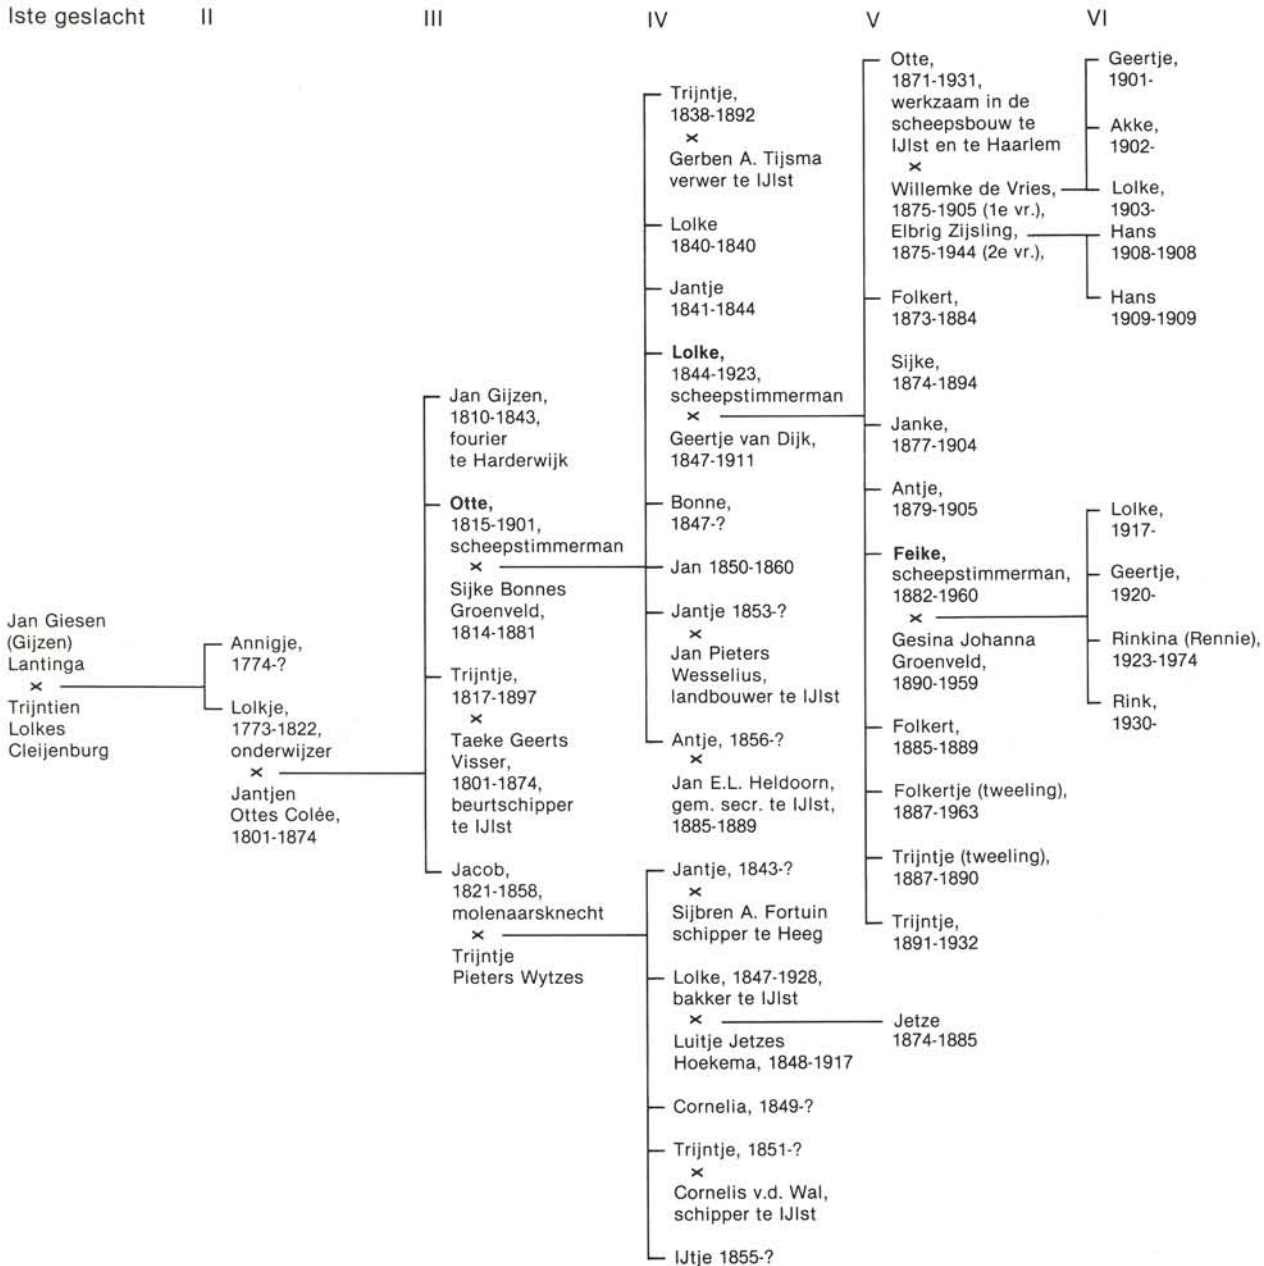 Iste geslacht II III IV V VI
Jan Giesen
(Gijzen)
Lantinga
×
Trijntien
Lolkes
Cleijenburg
Annigje,
1774-?
Lolkje,
1773-1822,
onderwijzer
×
Jantjen
Ottes Colée,
1801-1874
Jan Gijzen,
1810-1843,
fourier
te Harderwijk
Otte,
1815-1901,
scheepstimmerman
×
Sijke Bonnes
Groenveld,
1814-1881
Trijntje,
1817-1897
×
Taeke Geerts
Visser,
1801-1874,
beurtschipper
te IJlst
Jacob,
1821-1858,
molenaarsknecht
×
Trijntje
Pieters Wytzes
Trijntje,
1838-1892
×
Gerben A. Tijsma
verwer te IJlst
Lolke
1840-1840
Jantje
1841-1844
Lolke,
1844-1923,
scheepstimmerman
×
Geertje van Dijk,
1847-1911
Bonne,
1847-?
Jan 1850-1860
Jantje 1853-?
×
Jan Pieters
Wesselius,
landbouwer te IJlst
Antje, 1856-?
×
Jan E.L. Heldoorn,
gem. secr. te IJlst,
1885-1889
Jantje, 1843-?
×
Sijbren A. Fortuin
schipper te Heeg
Lolke, 1847-1928,
bakker te IJlst
×
Luitje Jetzes
Hoekema, 1848-1917
Cornelia, 1849-?
Trijntje, 1851-?
×
Cornelis v.d. Wal,
schipper te IJlst
IJtje 1855-?
Otte,
1871-1931,
werkzaam in de
scheepsbouw te
IJlst en te Haarlem
×
Willemke de Vries,
1875-1905 (1e vr.),
Elbrig Zijsling,
1875-1944 (2e vr.),
Folkert,
1873-1884
Sijke,
1874-1894
Janke,
1877-1904
Antje,
1879-1905
Feike,
scheepstimmerman,
1882-1960
×
Gesina Johanna
Groenveld,
1890-1959
Folkert,
1885-1889
Folkertje (tweeling),
1887-1963
Trijntje (tweeling),
1887-1890
Trijntje,
1891-1932
Jetze
1874-1885
Geertje,
1901-
Akke,
1902-
Lolke,
1903-
Hans
1908-1908
Hans
1909-1909
Lolke,
1917-
Geertje,
1920-
Rinkina (Rennie),
1923-1974
Rink,
1930-